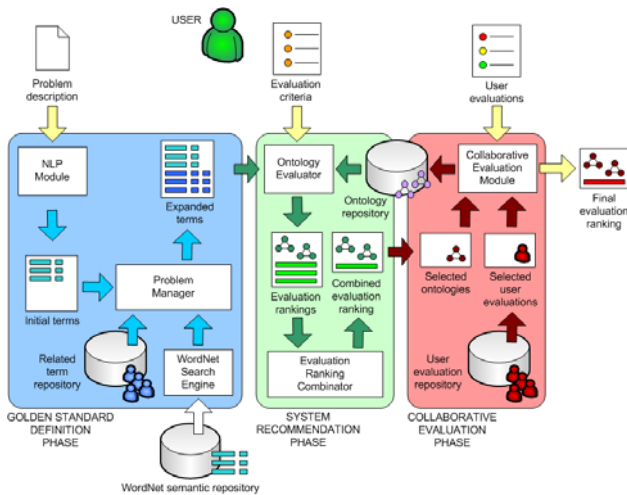 USER
Problem
description
Evaluation
criteria
User
evaluations
NLP
Module
Expanded
terms
Ontology
Evaluator
Ontology
repository
Collaborative
Evaluation
Module
Final
evaluation
ranking
Initial terms
Problem
Manager
Evaluation
rankings
Combined
evaluation
ranking
Selected
ontologies
Selected
user
evaluations
Related
term
repository
WordNet
Search
Engine
Evaluation
Ranking
Combinator
User
evaluation
repository
GOLDEN STANDARD
DEFINITION
PHASE
SYSTEM
RECOMMENDATION
PHASE
COLLABORATIVE
EVALUATION
PHASE
WordNet semantic repository